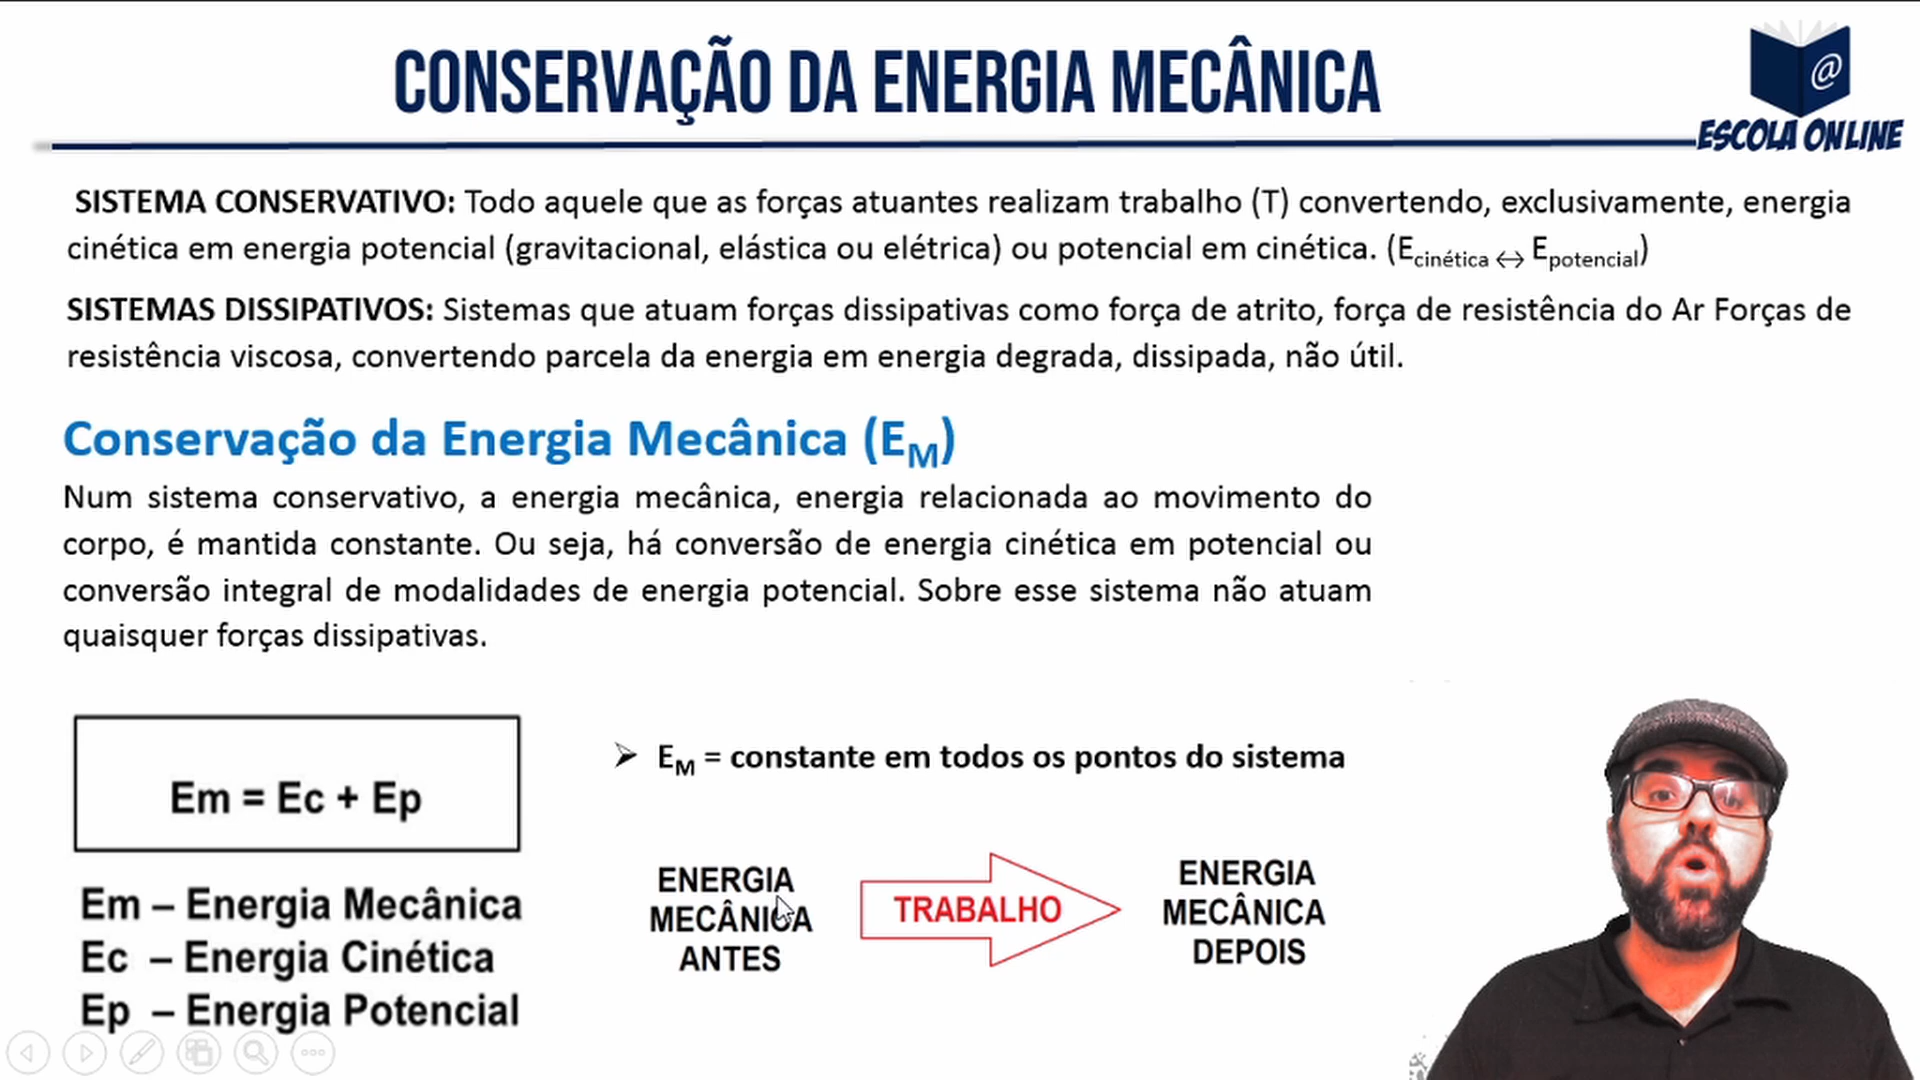 CONSERVAÇÃO DA ENERGIA MECÂNICA
@
ESCOLA ONLINE
SISTEMA CONSERVATIVO: Todo aquele que as forças atuantes realizam trabalho (T) convertendo, exclusivamente, energia
cinética em energia potencial (gravitacional, elástica ou elétrica) ou potencial em cinética. (Ecinética ↔ Epotencial)
SISTEMAS DISSIPATIVOS: Sistemas que atuam forças dissipativas como força de atrito, força de resistência do Ar Forças de
resistência viscosa, convertendo parcela da energia em energia degrada, dissipada, não útil.
Conservação da Energia Mecânica (EM)
Num sistema conservativo, a energia mecânica, energia relacionada ao movimento do
corpo, é mantida constante. Ou seja, há conversão de energia cinética em potencial ou
conversão integral de modalidades de energia potencial. Sobre esse sistema não atuam
quaisquer forças dissipativas.
Em = Ec + Ep
Em – Energia Mecânica
Ec – Energia Cinética
Ep – Energia Potencial
➢ EM = constante em todos os pontos do sistema
ENERGIA
MECÂNICA
ANTES
TRABALHO
ENERGIA
MECÂNICA
DEPOIS